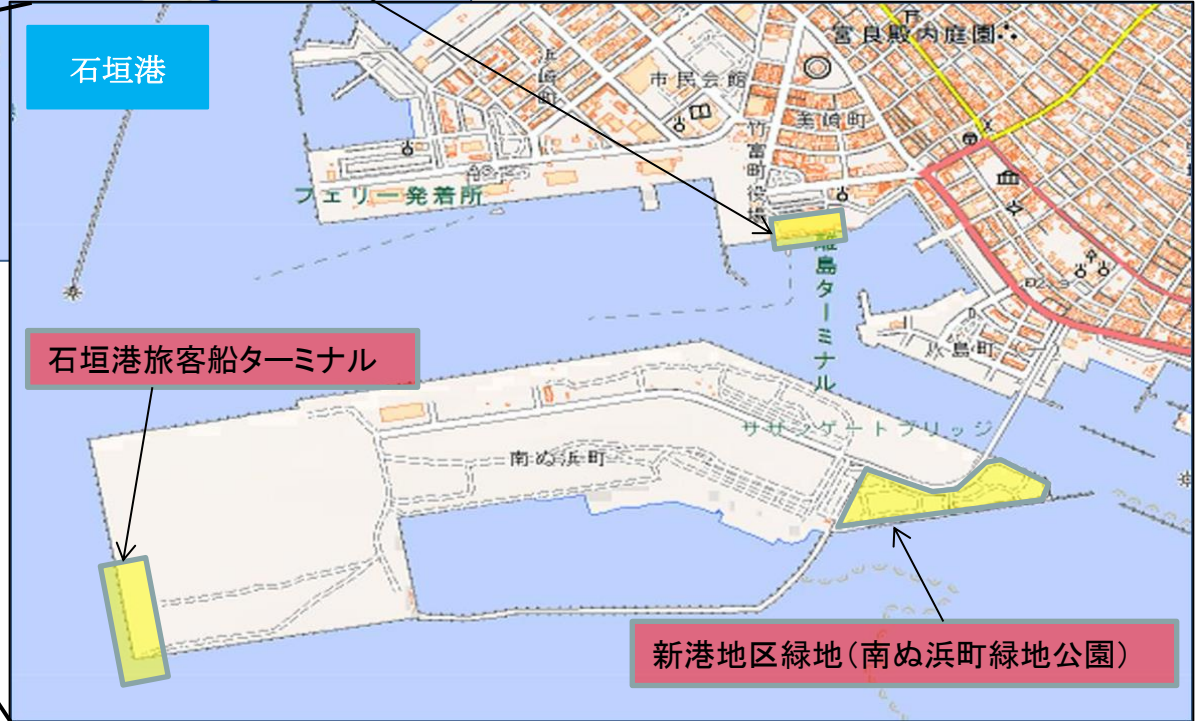 石垣港
宮良殿内庭園
市民会館
浜崎町
美崎町
竹富町役場
フェリー発着所
離島ターミナル
石垣港旅客船ターミナル
八島町
サザンゲートブリッジ
南ぬ浜町
新港地区緑地(南ぬ浜町緑地公園)